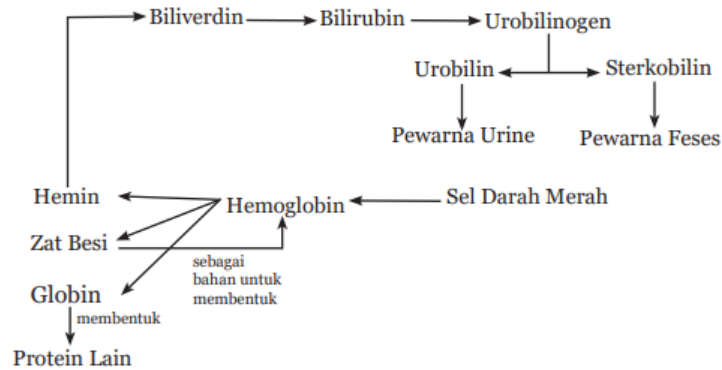 Biliverdin
Bilirubin
Urobilinogen
Urobilin
Sterkobilin
Pewarna Urine
Pewarna Feses
Hemin
Hemoglobin
Sel Darah Merah
Zat Besi
sebagai
bahan untuk
membentuk
Globin
membentuk
Protein Lain